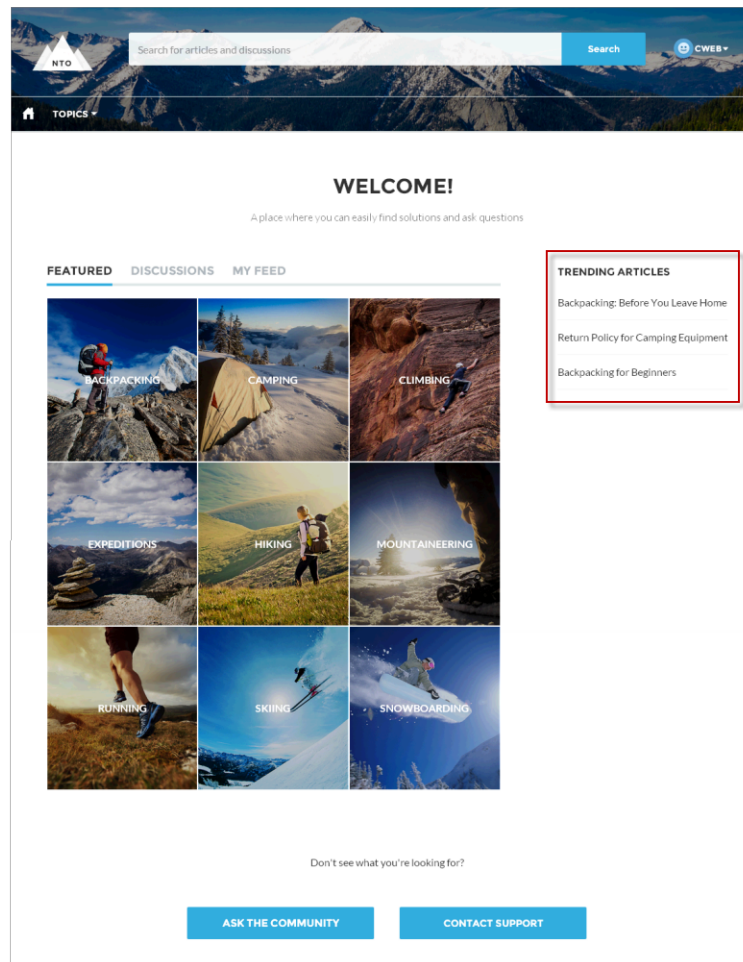 NTO
Search for articles and discussions
Search
CWEB
TOPICS
WELCOME!
A place where you can easily find solutions and ask questions
FEATURED DISCUSSIONS MY FEED
TRENDING ARTICLES
Backpacking: Before You Leave Home
Return Policy for Camping Equipment
Backpacking for Beginners
BACKPACKING
CAMPING
CLIMBING
EXPEDITIONS
HIKING
MOUNTAINEERING
RUNNING
SKIING
SNOWBOARDING
Don't see what you're looking for?
ASK THE COMMUNITY
CONTACT SUPPORT